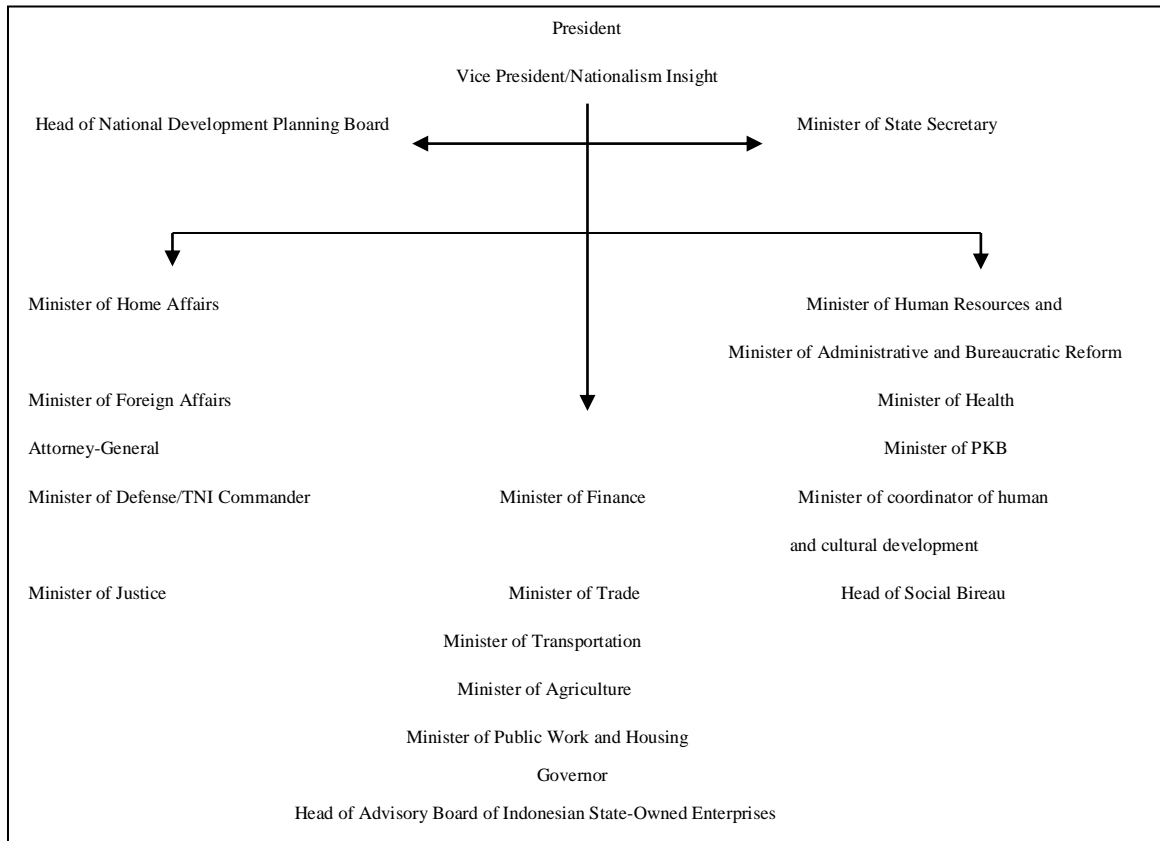 President
Vice President/Nationalism Insight
Head of National Development Planning Board
Minister of State Secretary
Minister of Home Affairs
Minister of Human Resources and
Minister of Administrative and Bureaucratic Reform
Minister of Foreign Affairs
Minister of Health
Attorney-General
Minister of PKB
Minister of Defense/TNI Commander
Minister of Finance
Minister of coordinator of human
and cultural development
Minister of Justice
Minister of Trade
Head of Social Bireau
Minister of Transportation
Minister of Agriculture
Minister of Public Work and Housing
Governor
Head of Advisory Board of Indonesian State-Owned Enterprises